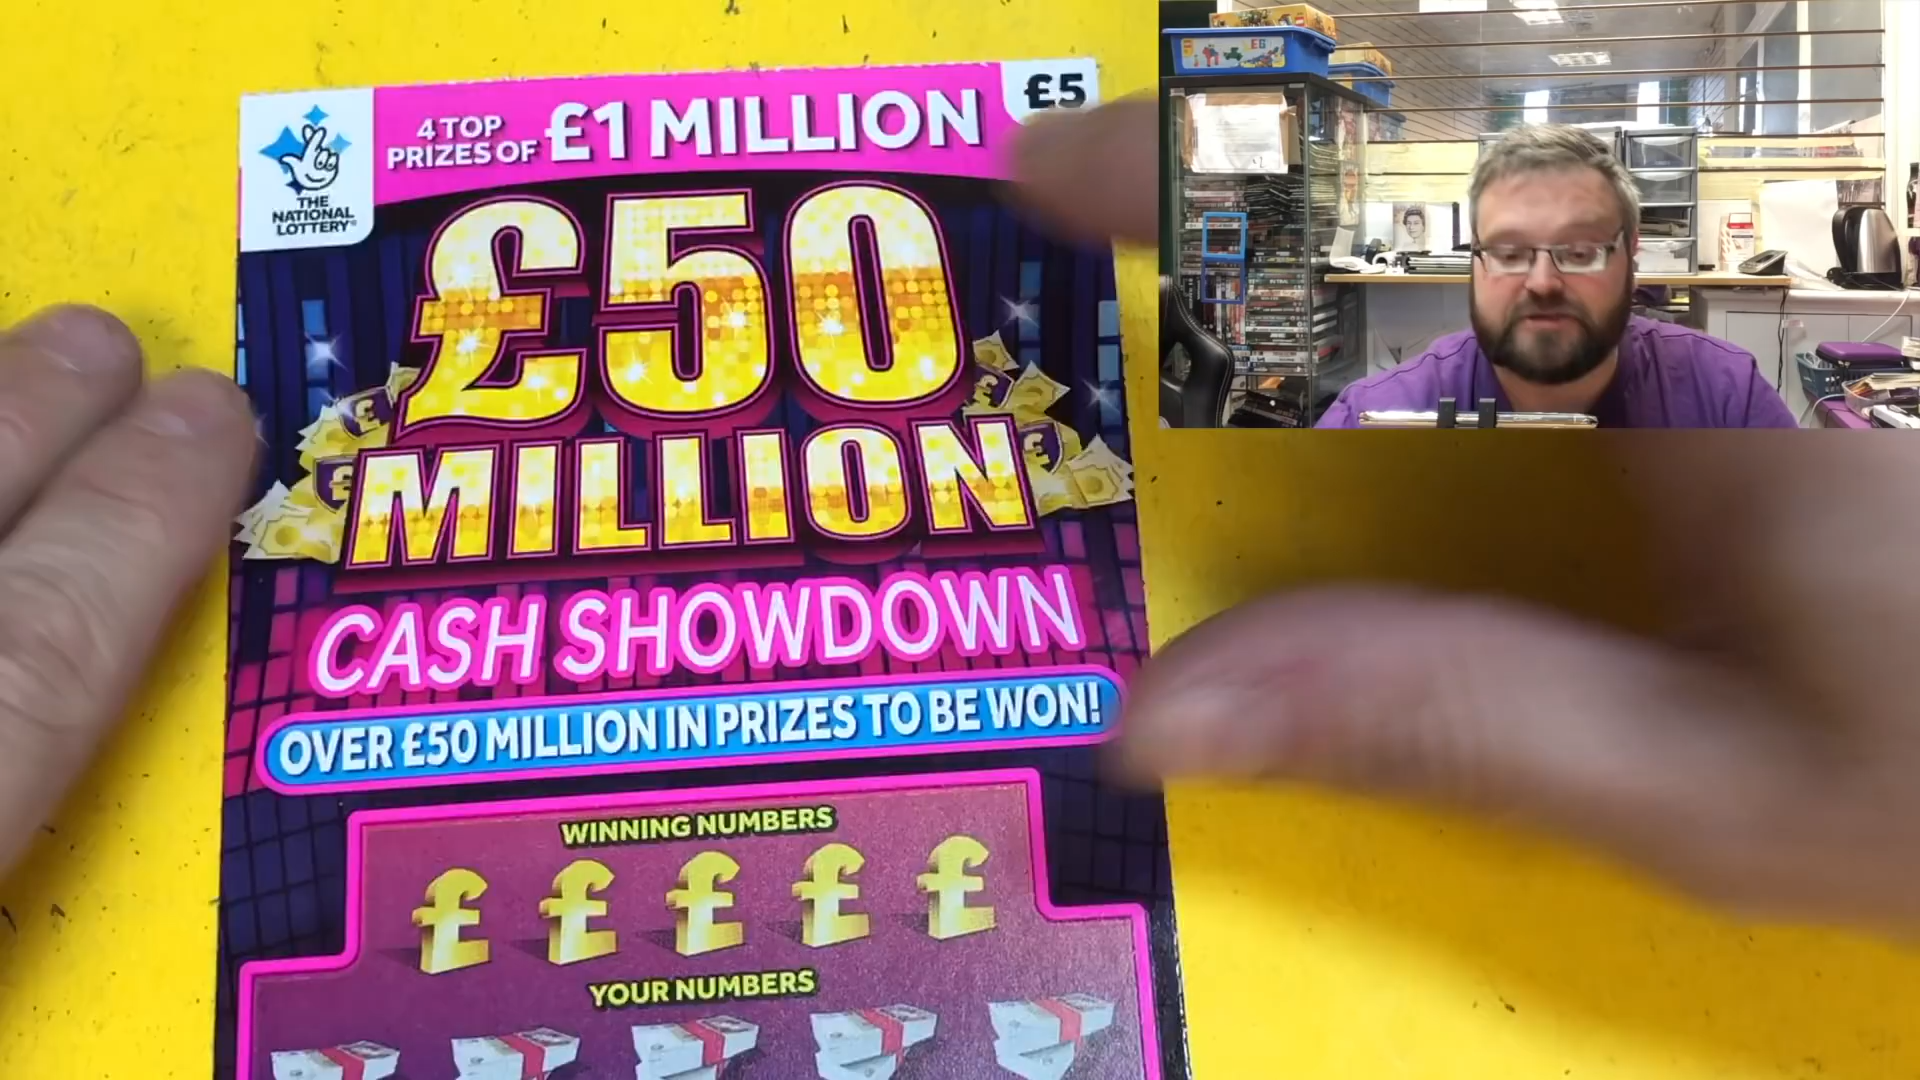 THE
NATIONAL
LOTTERY®
4 TOP
PRIZES OF £1 MILLION
£5
£50
MILLION
CASH SHOWDOWN
OVER £50 MILLION IN PRIZES TO BE WON!
WINNING NUMBERS
£ £ £ £ £
YOUR NUMBERS